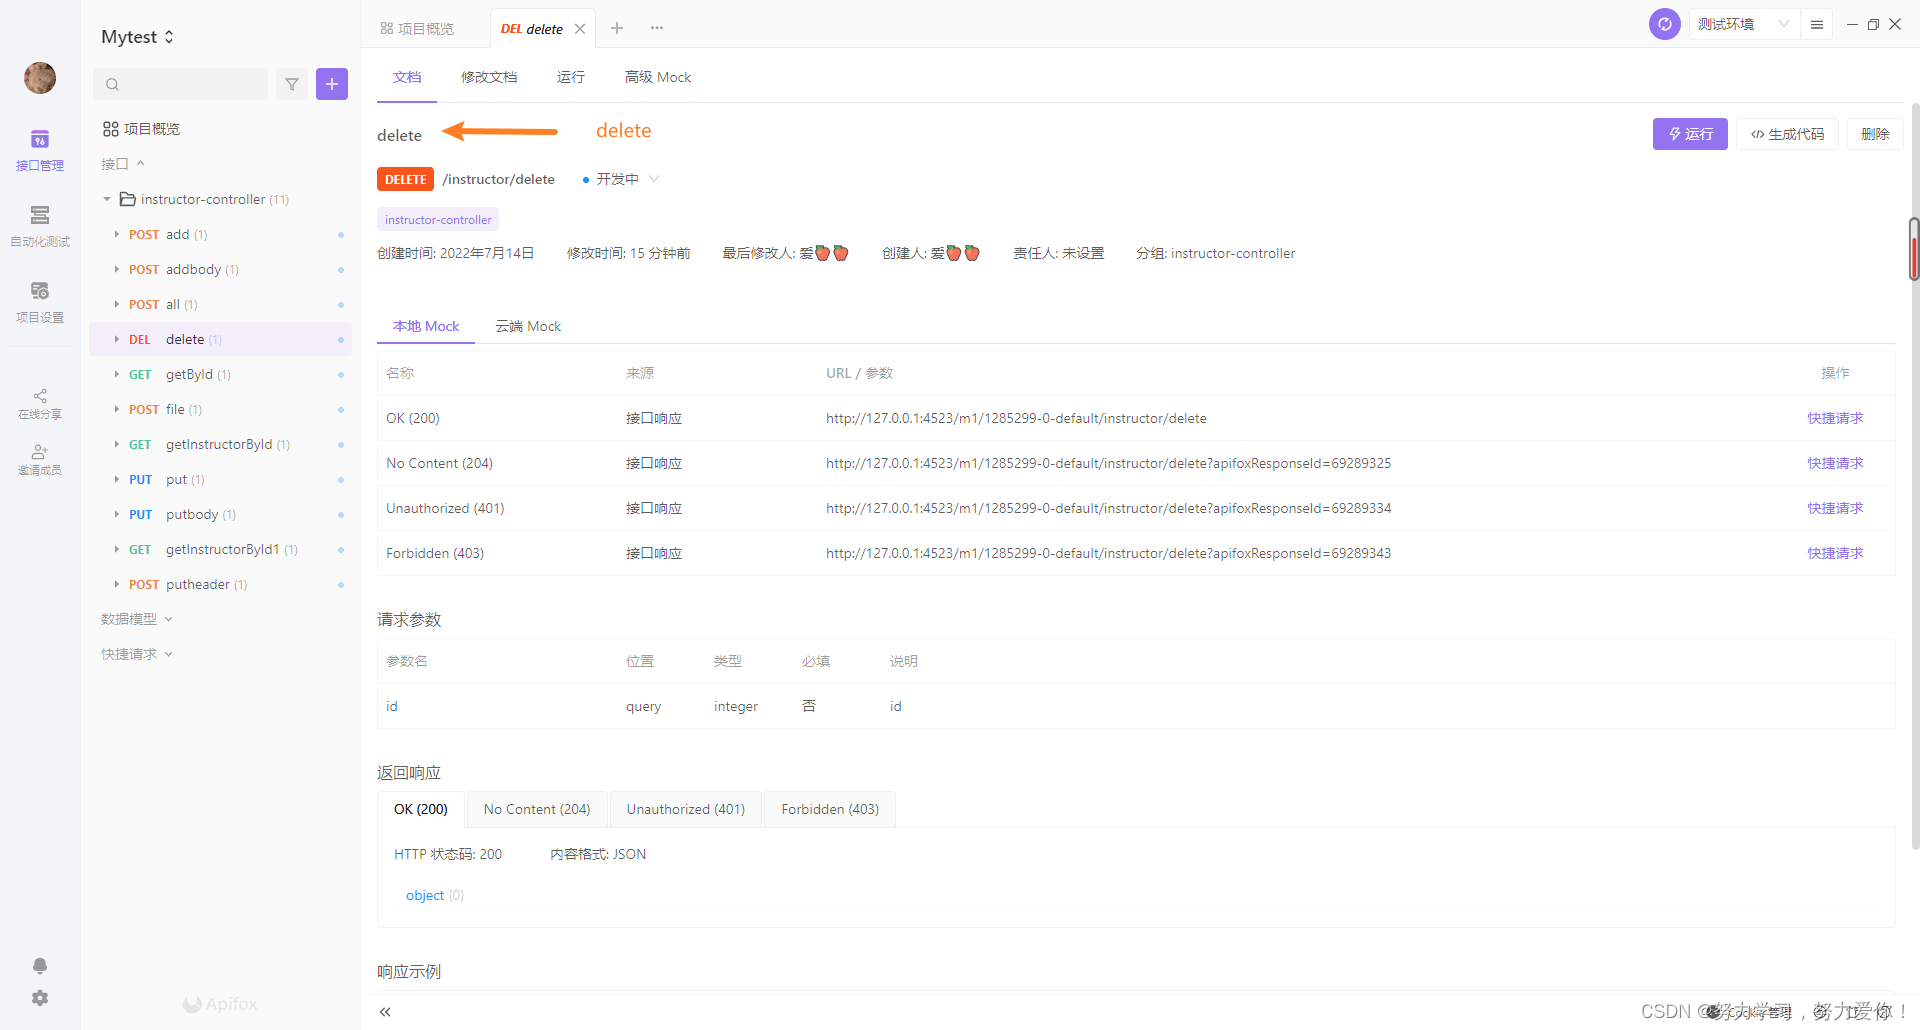 Mytest
项目概览
DEL delete
测试环境
文档
修改文档
运行
高级 Mock
项目概览
接口管理
自动化测试
项目设置
在线分享
邀请成员
接口
instructor-controller (11)
POST add (1)
POST addbody (1)
POST all (1)
DEL delete (1)
GET getById (1)
POST file (1)
GET getInstructorById (1)
PUT put (1)
PUT putbody (1)
GET getInstructorById1 (1)
POST putheader (1)
数据模型
快捷请求
Apifox
delete
delete
运行
生成代码
删除
DELETE /instructor/delete 开发中
instructor-controller
创建时间: 2022年7月14日 修改时间: 15 分钟前 最后修改人: 爱🍎🍎 创建人: 爱🍎🍎 责任人: 未设置 分组: instructor-controller
本地 Mock 云端 Mock
名称 来源 URL / 参数 操作
OK (200) 接口响应 http://127.0.0.1:4523/m1/1285299-0-default/instructor/delete 快捷请求
No Content (204) 接口响应 http://127.0.0.1:4523/m1/1285299-0-default/instructor/delete?apifoxResponseId=69289325 快捷请求
Unauthorized (401) 接口响应 http://127.0.0.1:4523/m1/1285299-0-default/instructor/delete?apifoxResponseId=69289334 快捷请求
Forbidden (403) 接口响应 http://127.0.0.1:4523/m1/1285299-0-default/instructor/delete?apifoxResponseId=69289343 快捷请求
请求参数
参数名 位置 类型 必填 说明
id query integer 否 id
返回响应
OK (200) No Content (204) Unauthorized (401) Forbidden (403)
HTTP 状态码: 200 内容格式: JSON
object {0}
响应示例
CSDN @努力学习，努力爱你！